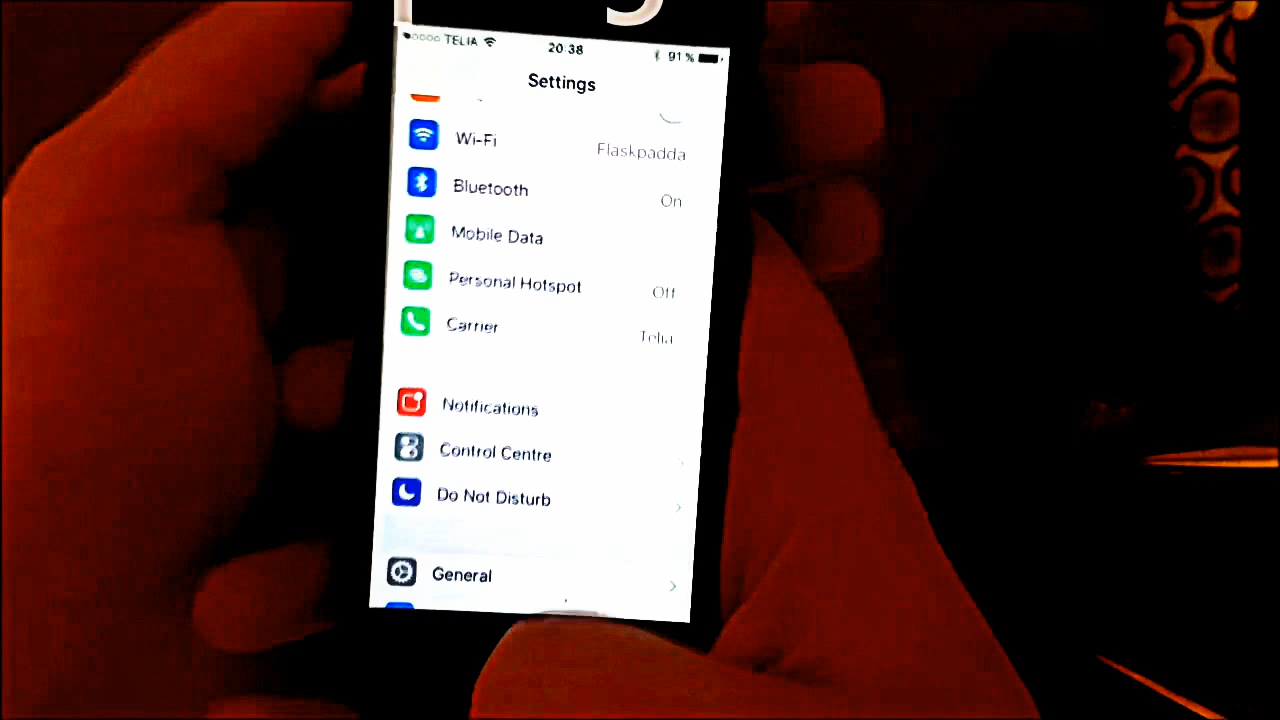 TELIA 20:38 91 %
Settings
Wi-Fi Flaskpadda
Bluetooth On
Mobile Data
Personal Hotspot Off
Carrier Telia
Notifications
Control Centre
Do Not Disturb
General